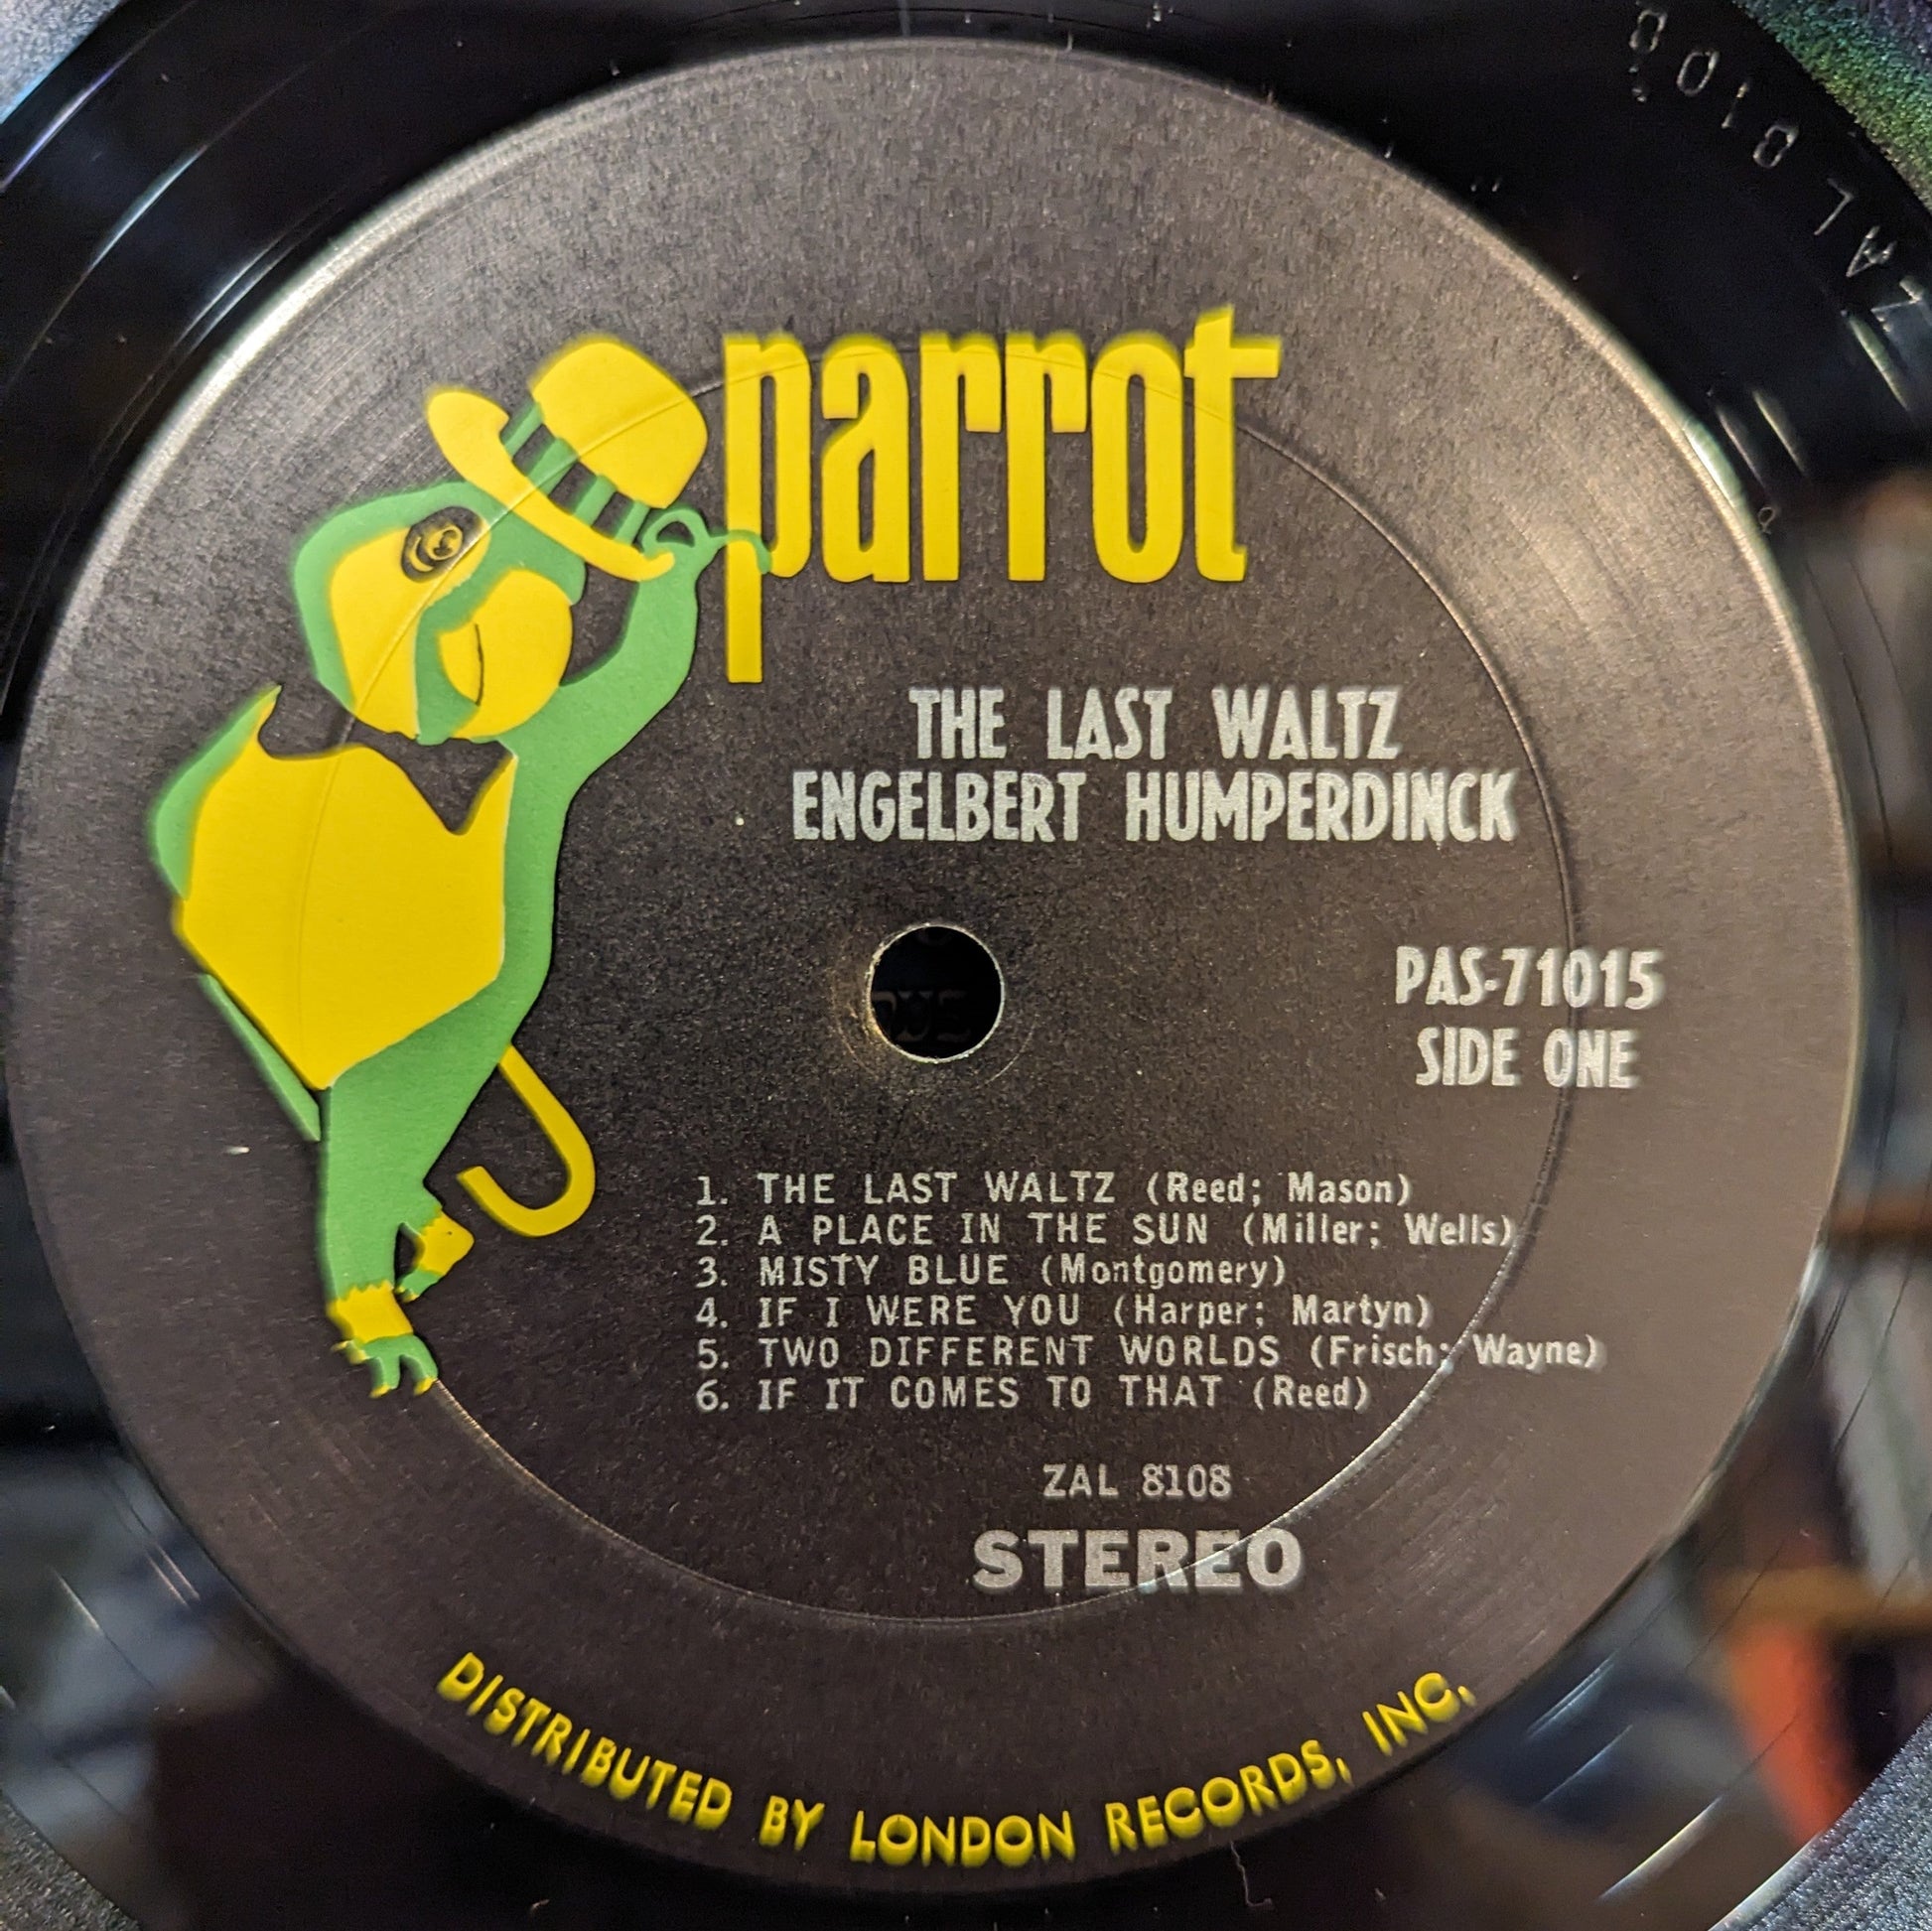 ZAL 8108
parrot
THE LAST WALTZ
ENGELBERT HUMPERDINCK
PAS-71015
SIDE ONE
1. THE LAST WALTZ (Reed; Mason)
2. A PLACE IN THE SUN (Miller; Wells)
3. MISTY BLUE (Montgomery)
4. IF I WERE YOU (Harper; Martyn)
5. TWO DIFFERENT WORLDS (Frisch; Wayne)
6. IF IT COMES TO THAT (Reed)
ZAL 8108
STEREO
DISTRIBUTED BY LONDON RECORDS, INC.